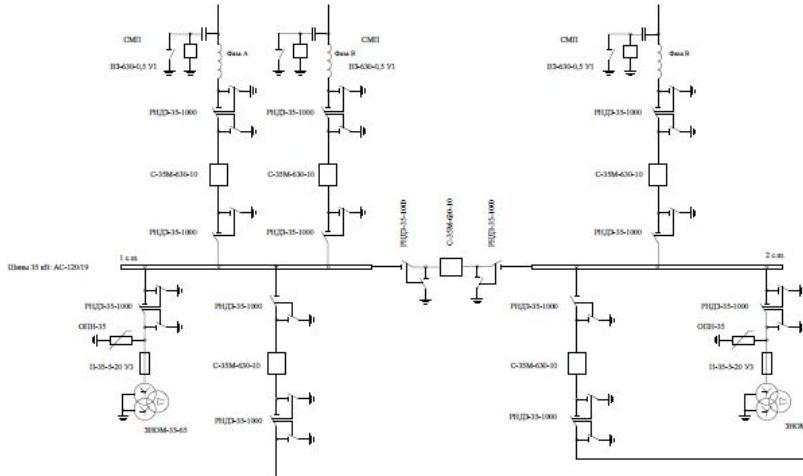 СМП
Фаза А
ВЗ-630-0,5 У1
СМП
Фаза В
ВЗ-630-0,5 У1
СМП
Фаза В
ВЗ-630-0,5 У1
РНДЗ-35-1000
РНДЗ-35-1000
РНДЗ-35-1000
С-35М-630-10
С-35М-630-10
С-35М-630-10
РНДЗ-35-1000
РНДЗ-35-1000
РНДЗ-35-1000
С-35М-630-10
РНДЗ-35-1000
РНДЗ-35-1000
1 с.ш.
2 с.ш.
Шины 35 кВ: АС-120/19
РНДЗ-35-1000
РНДЗ-35-1000
РНДЗ-35-1000
РНДЗ-35-1000
ОПН-35
ОПН-35
С-35М-630-10
С-35М-630-10
П-35-5-20 У3
П-35-5-20 У3
РНДЗ-35-1000
РНДЗ-35-1000
ЗНОМ-35-65
ЗНОМ